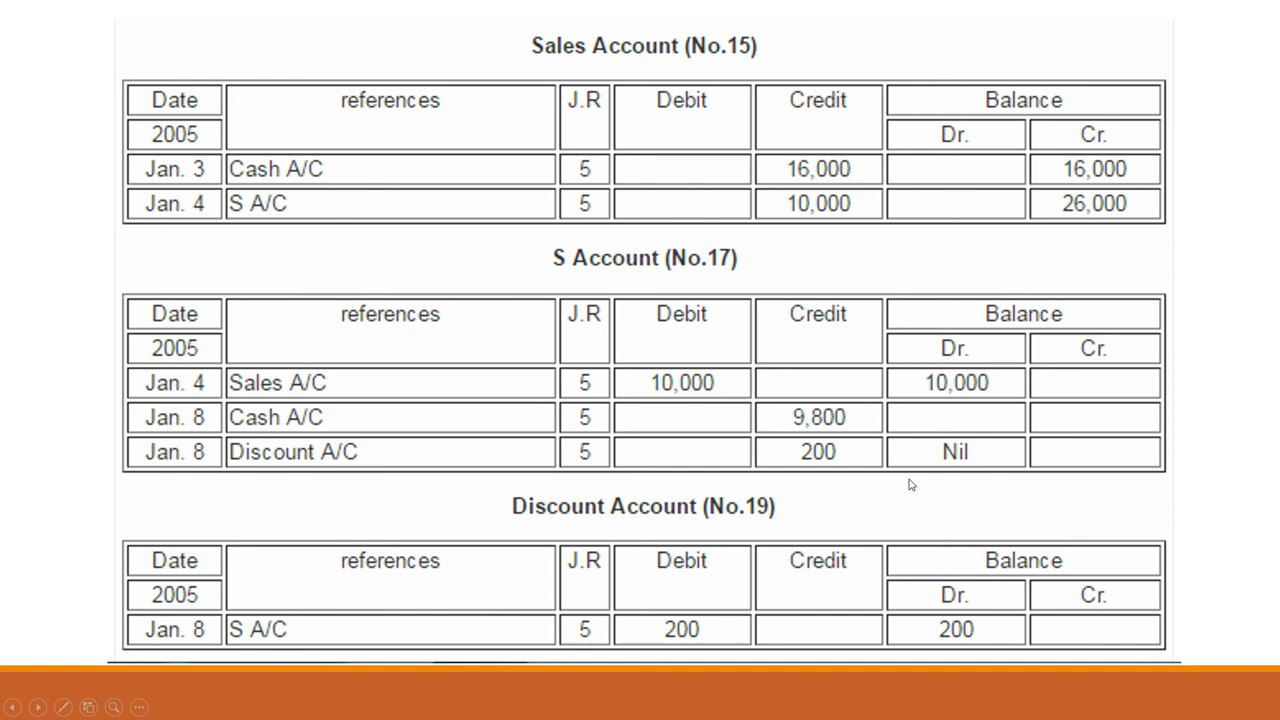 Sales Account (No.15)
Date references J.R Debit Credit Balance
2005 Dr. Cr.
Jan. 3 Cash A/C 5 16,000 16,000
Jan. 4 S A/C 5 10,000 26,000
S Account (No.17)
Date references J.R Debit Credit Balance
2005 Dr. Cr.
Jan. 4 Sales A/C 5 10,000 10,000
Jan. 8 Cash A/C 5 9,800
Jan. 8 Discount A/C 5 200 Nil
Discount Account (No.19)
Date references J.R Debit Credit Balance
2005 Dr. Cr.
Jan. 8 S A/C 5 200 200